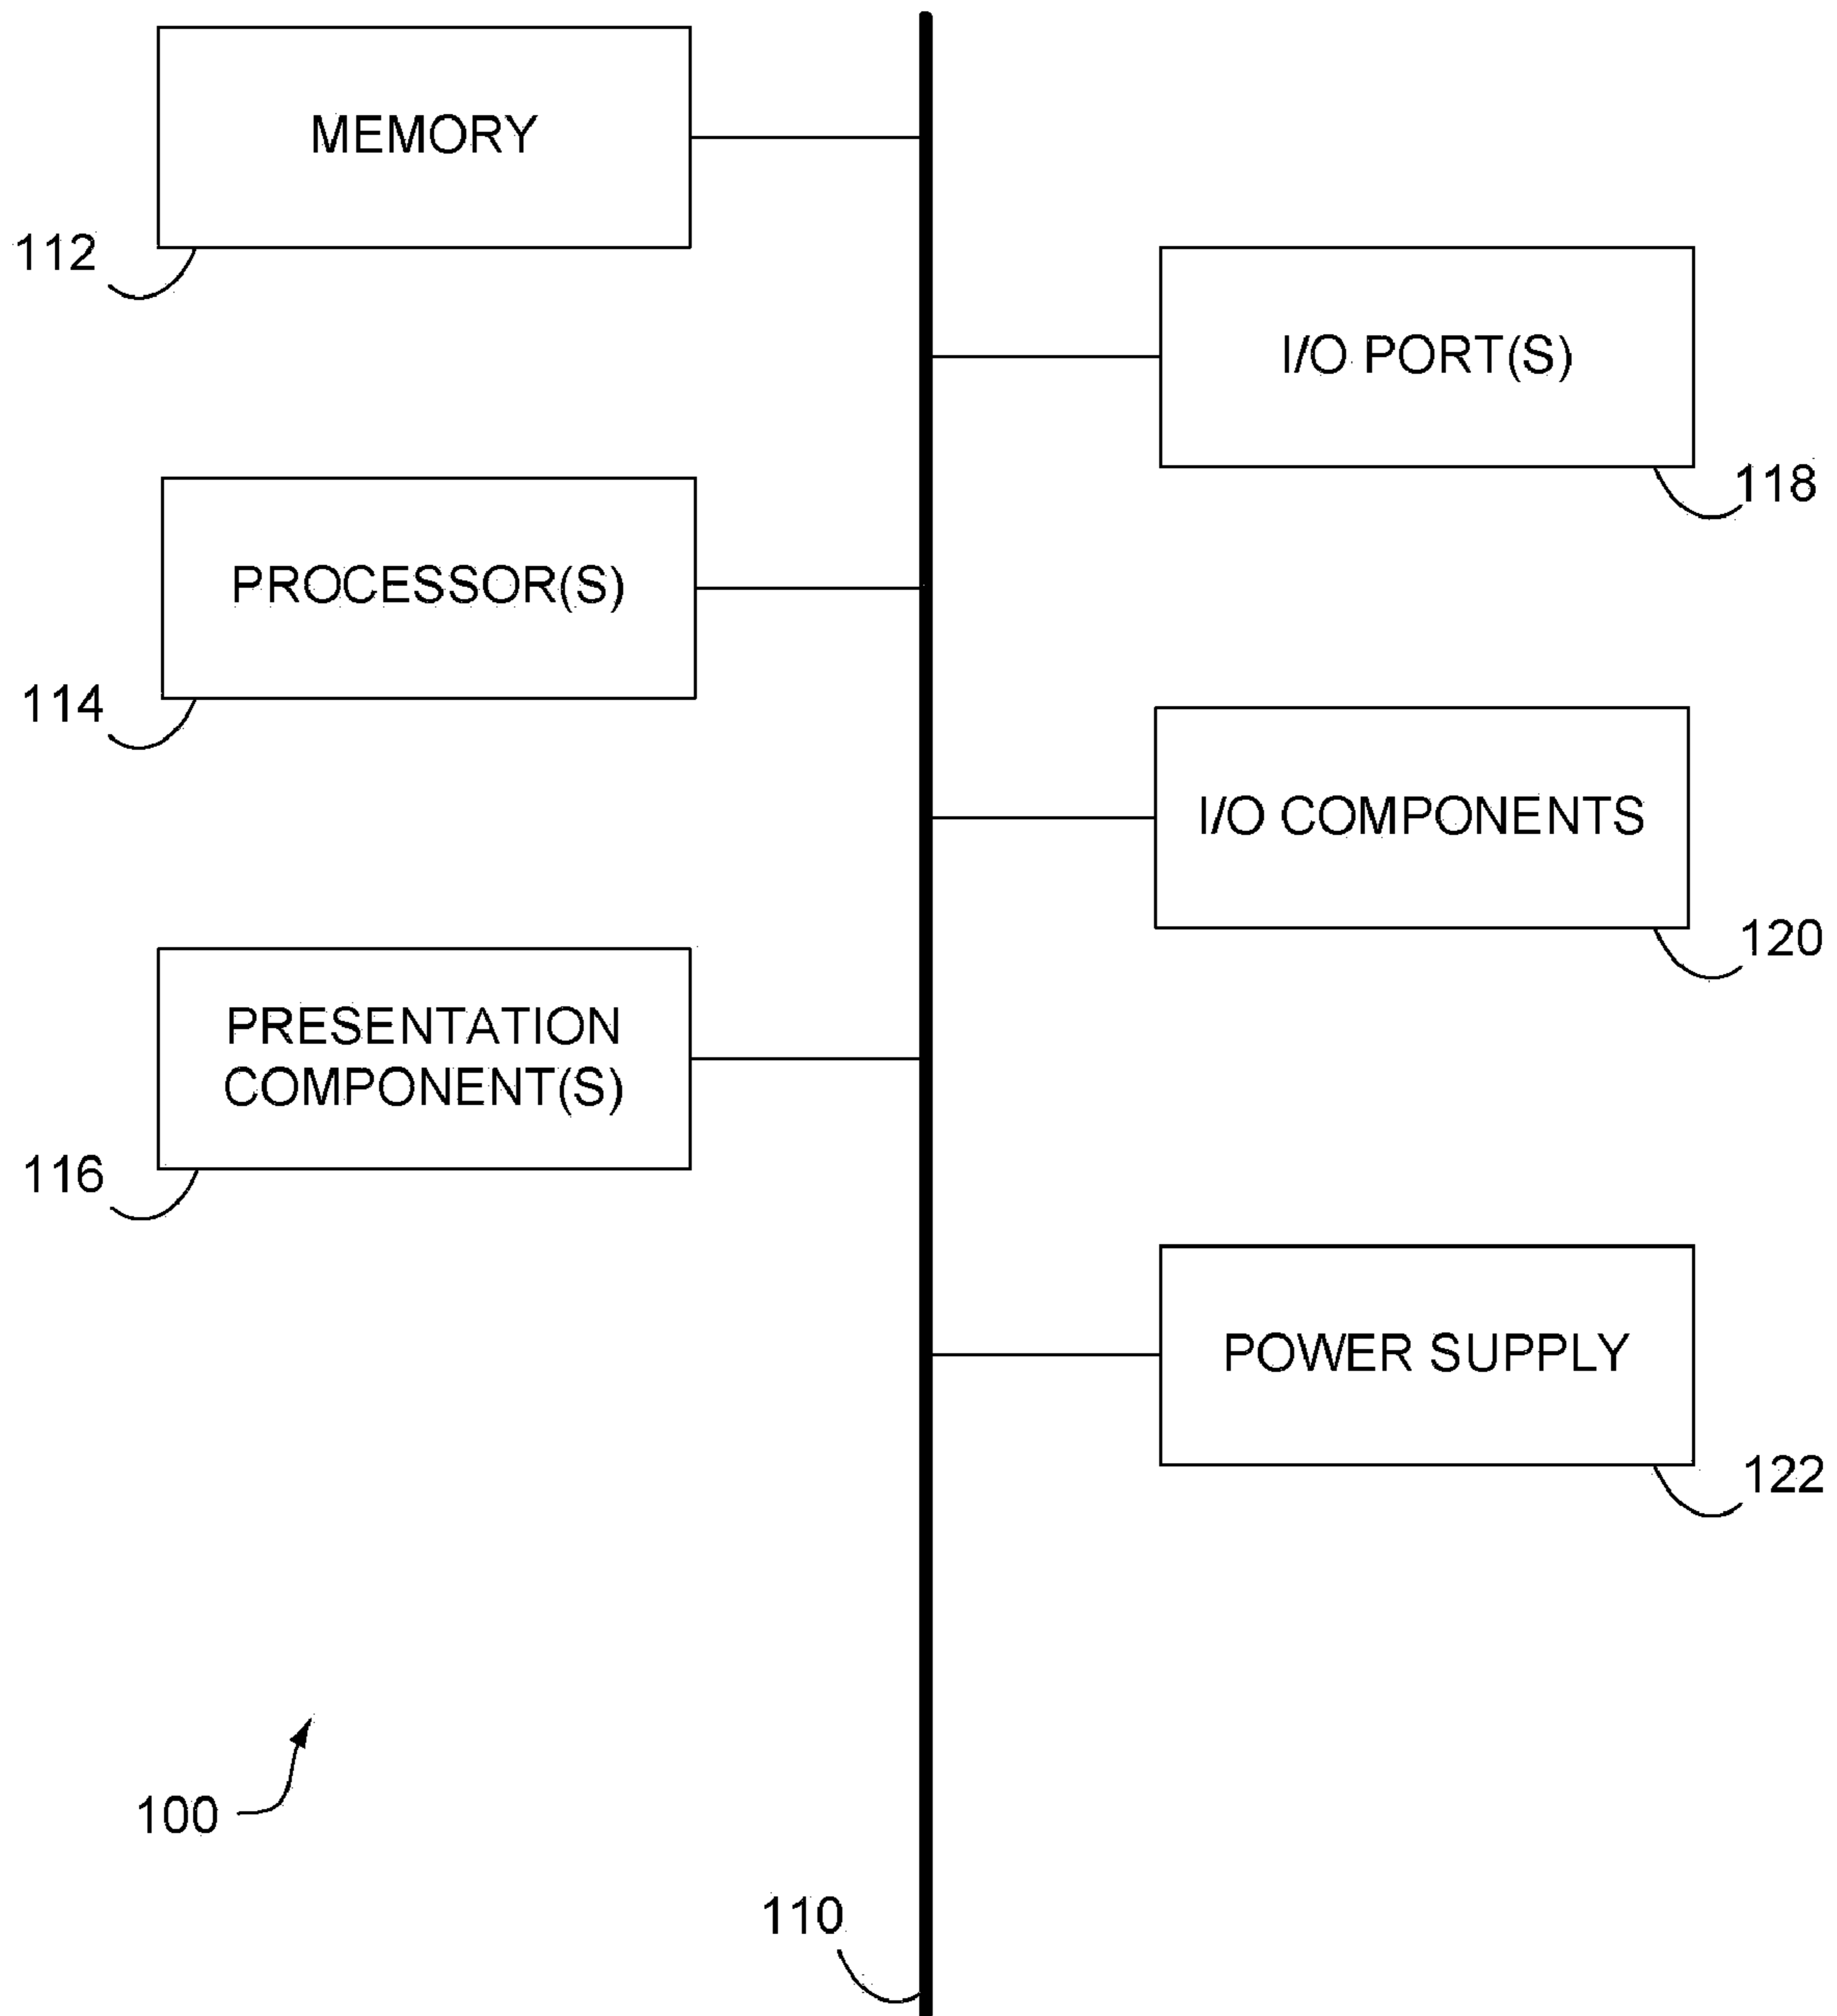 MEMORY
112
I/O PORT(S)
118
PROCESSOR(S)
114
I/O COMPONENTS
120
PRESENTATION
COMPONENT(S)
116
POWER SUPPLY
122
100
110